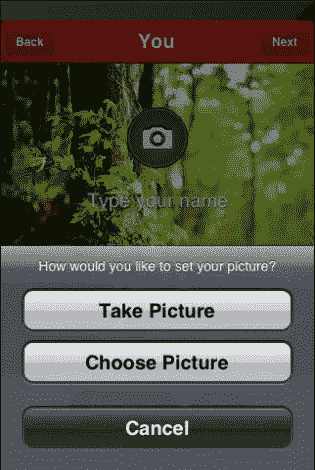 Back You Next
Type your name
How would you like to set your picture?
Take Picture
Choose Picture
Cancel